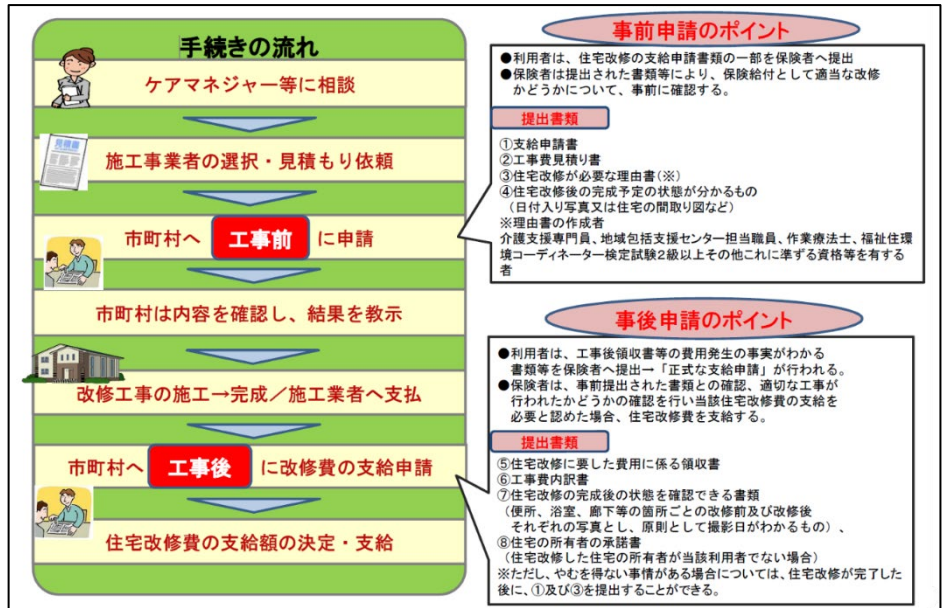 手続きの流れ
ケアマネジャー等に相談
見積書
施工事業者の選択・見積もり依頼
市町村へ 工事前 に申請
市町村は内容を確認し、結果を教示
改修工事の施工→完成／施工業者へ支払
市町村へ 工事後 に改修費の支給申請
住宅改修費の支給額の決定・支給
事前申請のポイント
●利用者は、住宅改修の支給申請書類の一部を保険者へ提出
●保険者は提出された書類等により、保険給付として適当な改修
かどうかについて、事前に確認する。
提出書類
①支給申請書
②工事費見積り書
③住宅改修が必要な理由書(※)
④住宅改修後の完成予定の状態が分かるもの
（日付入り写真又は住宅の間取り図など）
※理由書の作成者
介護支援専門員、地域包括支援センター担当職員、作業療法士、福祉住環
境コーディネーター検定試験２級以上その他これに準ずる資格等を有する
者
事後申請のポイント
●利用者は、工事後領収書等の費用発生の事実がわかる
書類等を保険者へ提出→「正式な支給申請」が行われる。
●保険者は、事前提出された書類との確認、適切な工事が
行われたかどうかの確認を行い当該住宅改修費の支給を
必要と認めた場合、住宅改修費を支給する。
提出書類
⑤住宅改修に要した費用に係る領収書
⑥工事費内訳書
⑦住宅改修の完成後の状態を確認できる書類
（便所、浴室、廊下等の箇所ごとの改修前及び改修後
それぞれの写真とし、原則として撮影日がわかるもの）、
⑧住宅の所有者の承諾書
（住宅改修した住宅の所有者が当該利用者でない場合）
※ただし、やむを得ない事情がある場合については、住宅改修が完了した
後に、①及び③を提出することができる。